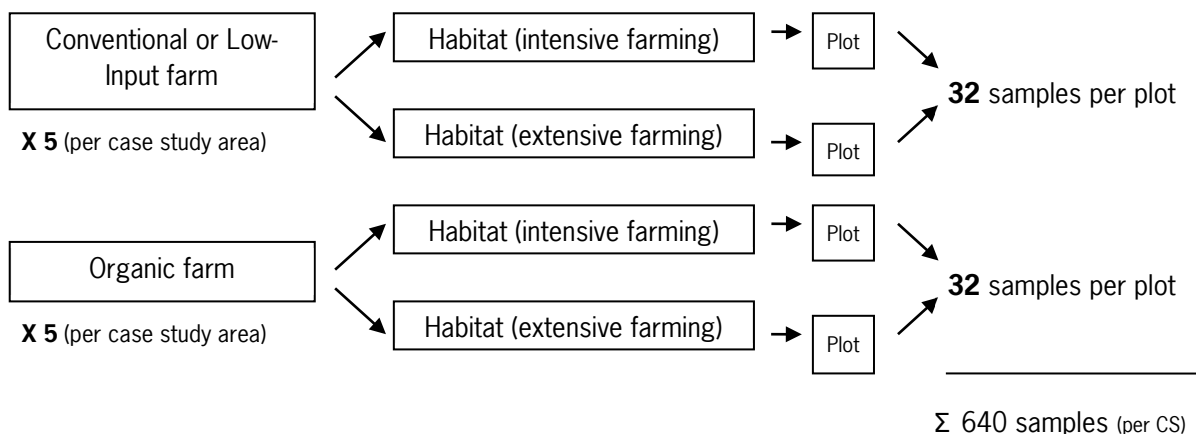 Conventional or Low-
Input farm
X 5 (per case study area)
Habitat (intensive farming)
Plot
Habitat (extensive farming)
Plot
32 samples per plot
Organic farm
X 5 (per case study area)
Habitat (intensive farming)
Plot
Habitat (extensive farming)
Plot
32 samples per plot
Σ 640 samples (per CS)